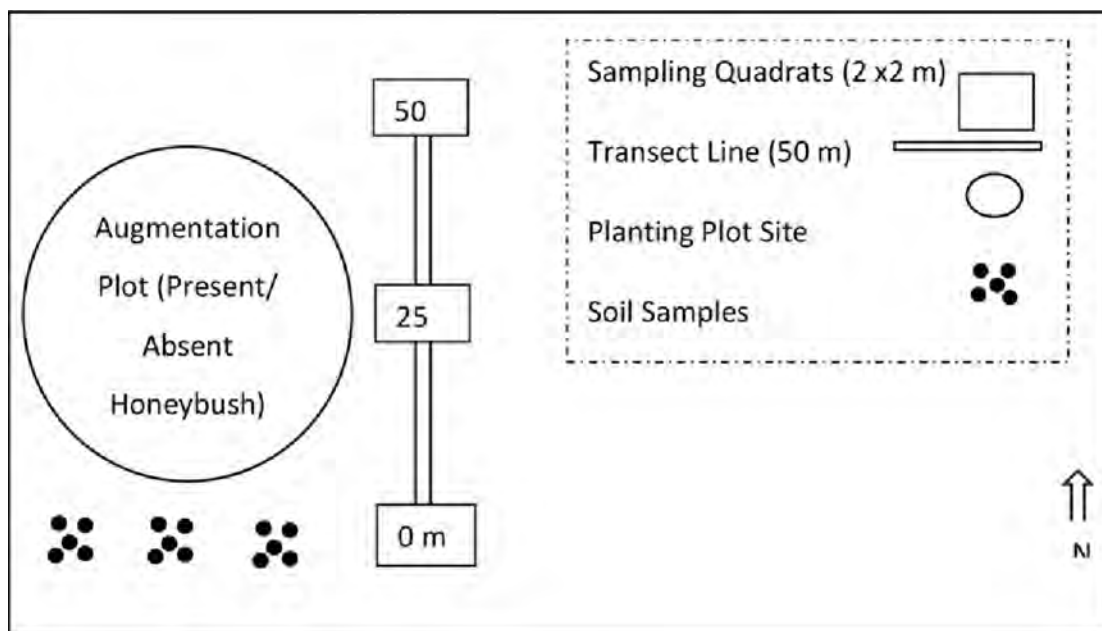 50
Augmentation
Plot (Present/
Absent
Honeybush)
25
0 m
Sampling Quadrats (2 x2 m)
Transect Line (50 m)
Planting Plot Site
Soil Samples
N